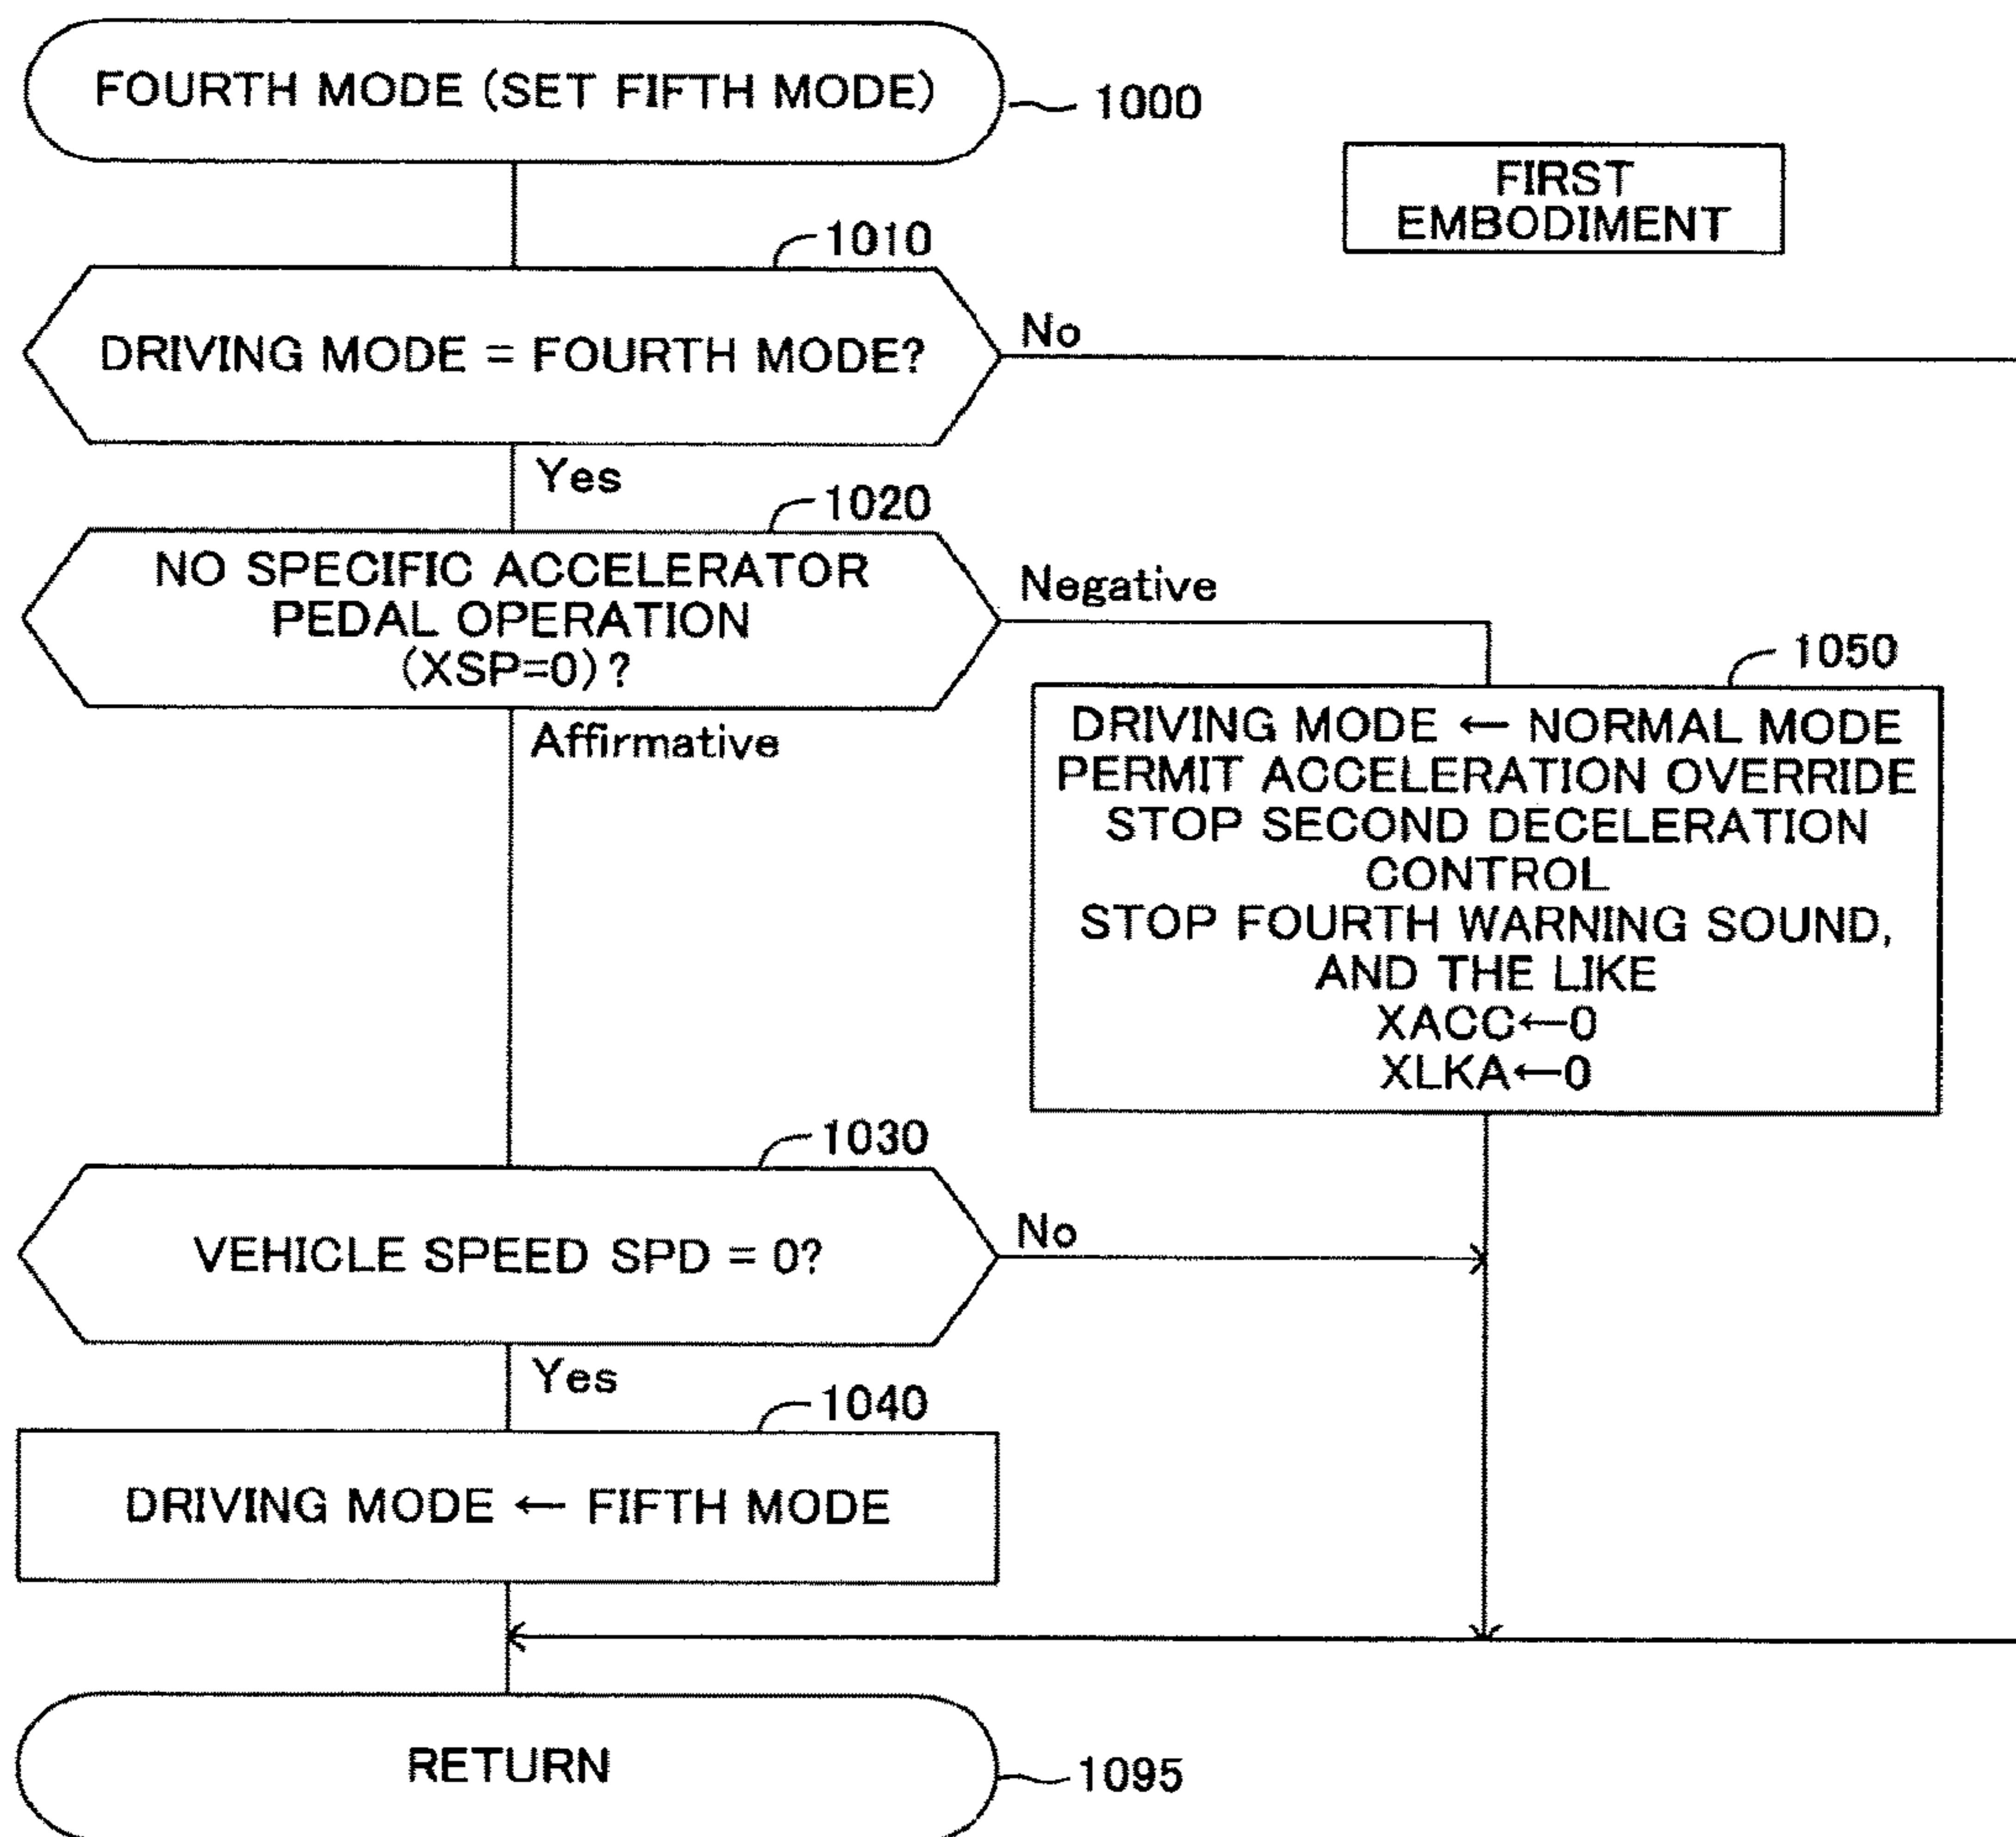 FOURTH MODE (SET FIFTH MODE)
1000
FIRST
EMBODIMENT
1010
DRIVING MODE = FOURTH MODE?
No
Yes
1020
NO SPECIFIC ACCELERATOR
PEDAL OPERATION
(XSP=0)?
Negative
Affirmative
1050
DRIVING MODE ← NORMAL MODE
PERMIT ACCELERATION OVERRIDE
STOP SECOND DECELERATION
CONTROL
STOP FOURTH WARNING SOUND,
AND THE LIKE
XACC←0
XLKA←0
1030
VEHICLE SPEED SPD = 0?
No
Yes
1040
DRIVING MODE ← FIFTH MODE
RETURN
1095